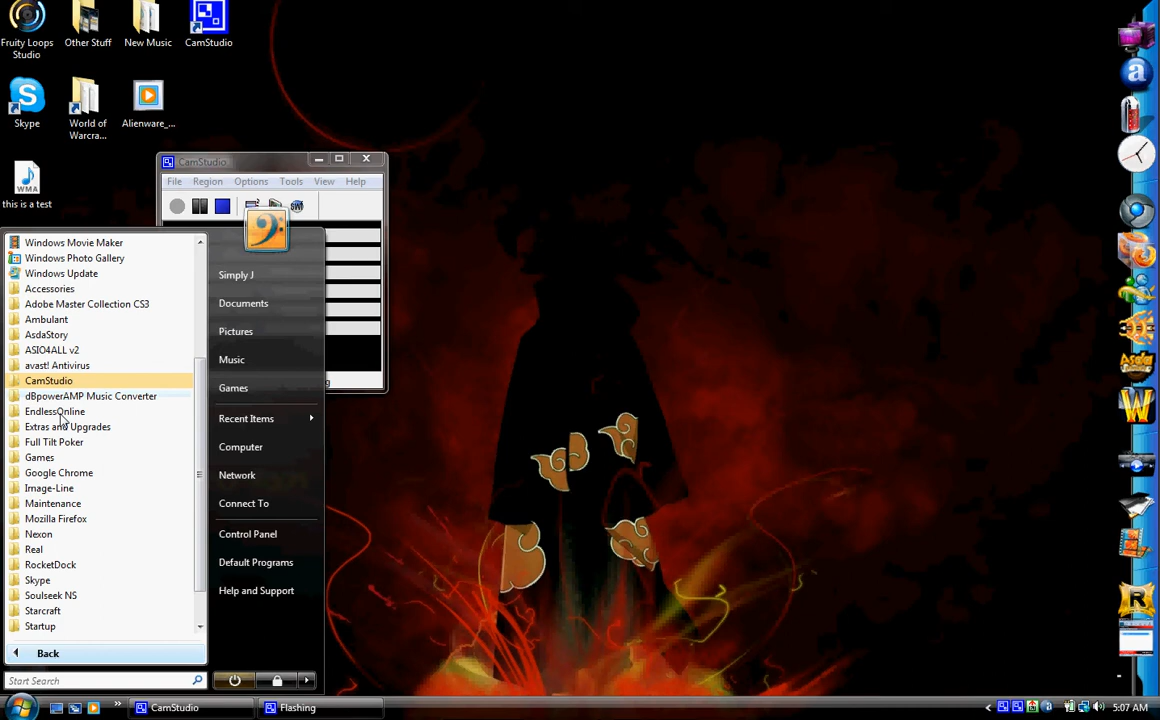 Fruity Loops
Studio
Other Stuff
New Music
CamStudio
Skype
World of
Warcra...
Alienware_...
this is a test
CamStudio
File Region Options Tools View Help
Windows Movie Maker
Windows Photo Gallery
Windows Update
Accessories
Adobe Master Collection CS3
Ambulant
AsdaStory
ASIO4ALL v2
avast! Antivirus
CamStudio
dBpowerAMP Music Converter
EndlessOnline
Extras and Upgrades
Full Tilt Poker
Games
Google Chrome
Image-Line
Maintenance
Mozilla Firefox
Nexon
Real
RocketDock
Skype
Soulseek NS
Starcraft
Startup
Back
Start Search
Simply J
Documents
Pictures
Music
Games
Recent Items
Computer
Network
Connect To
Control Panel
Default Programs
Help and Support
CamStudio
Flashing
5:07 AM